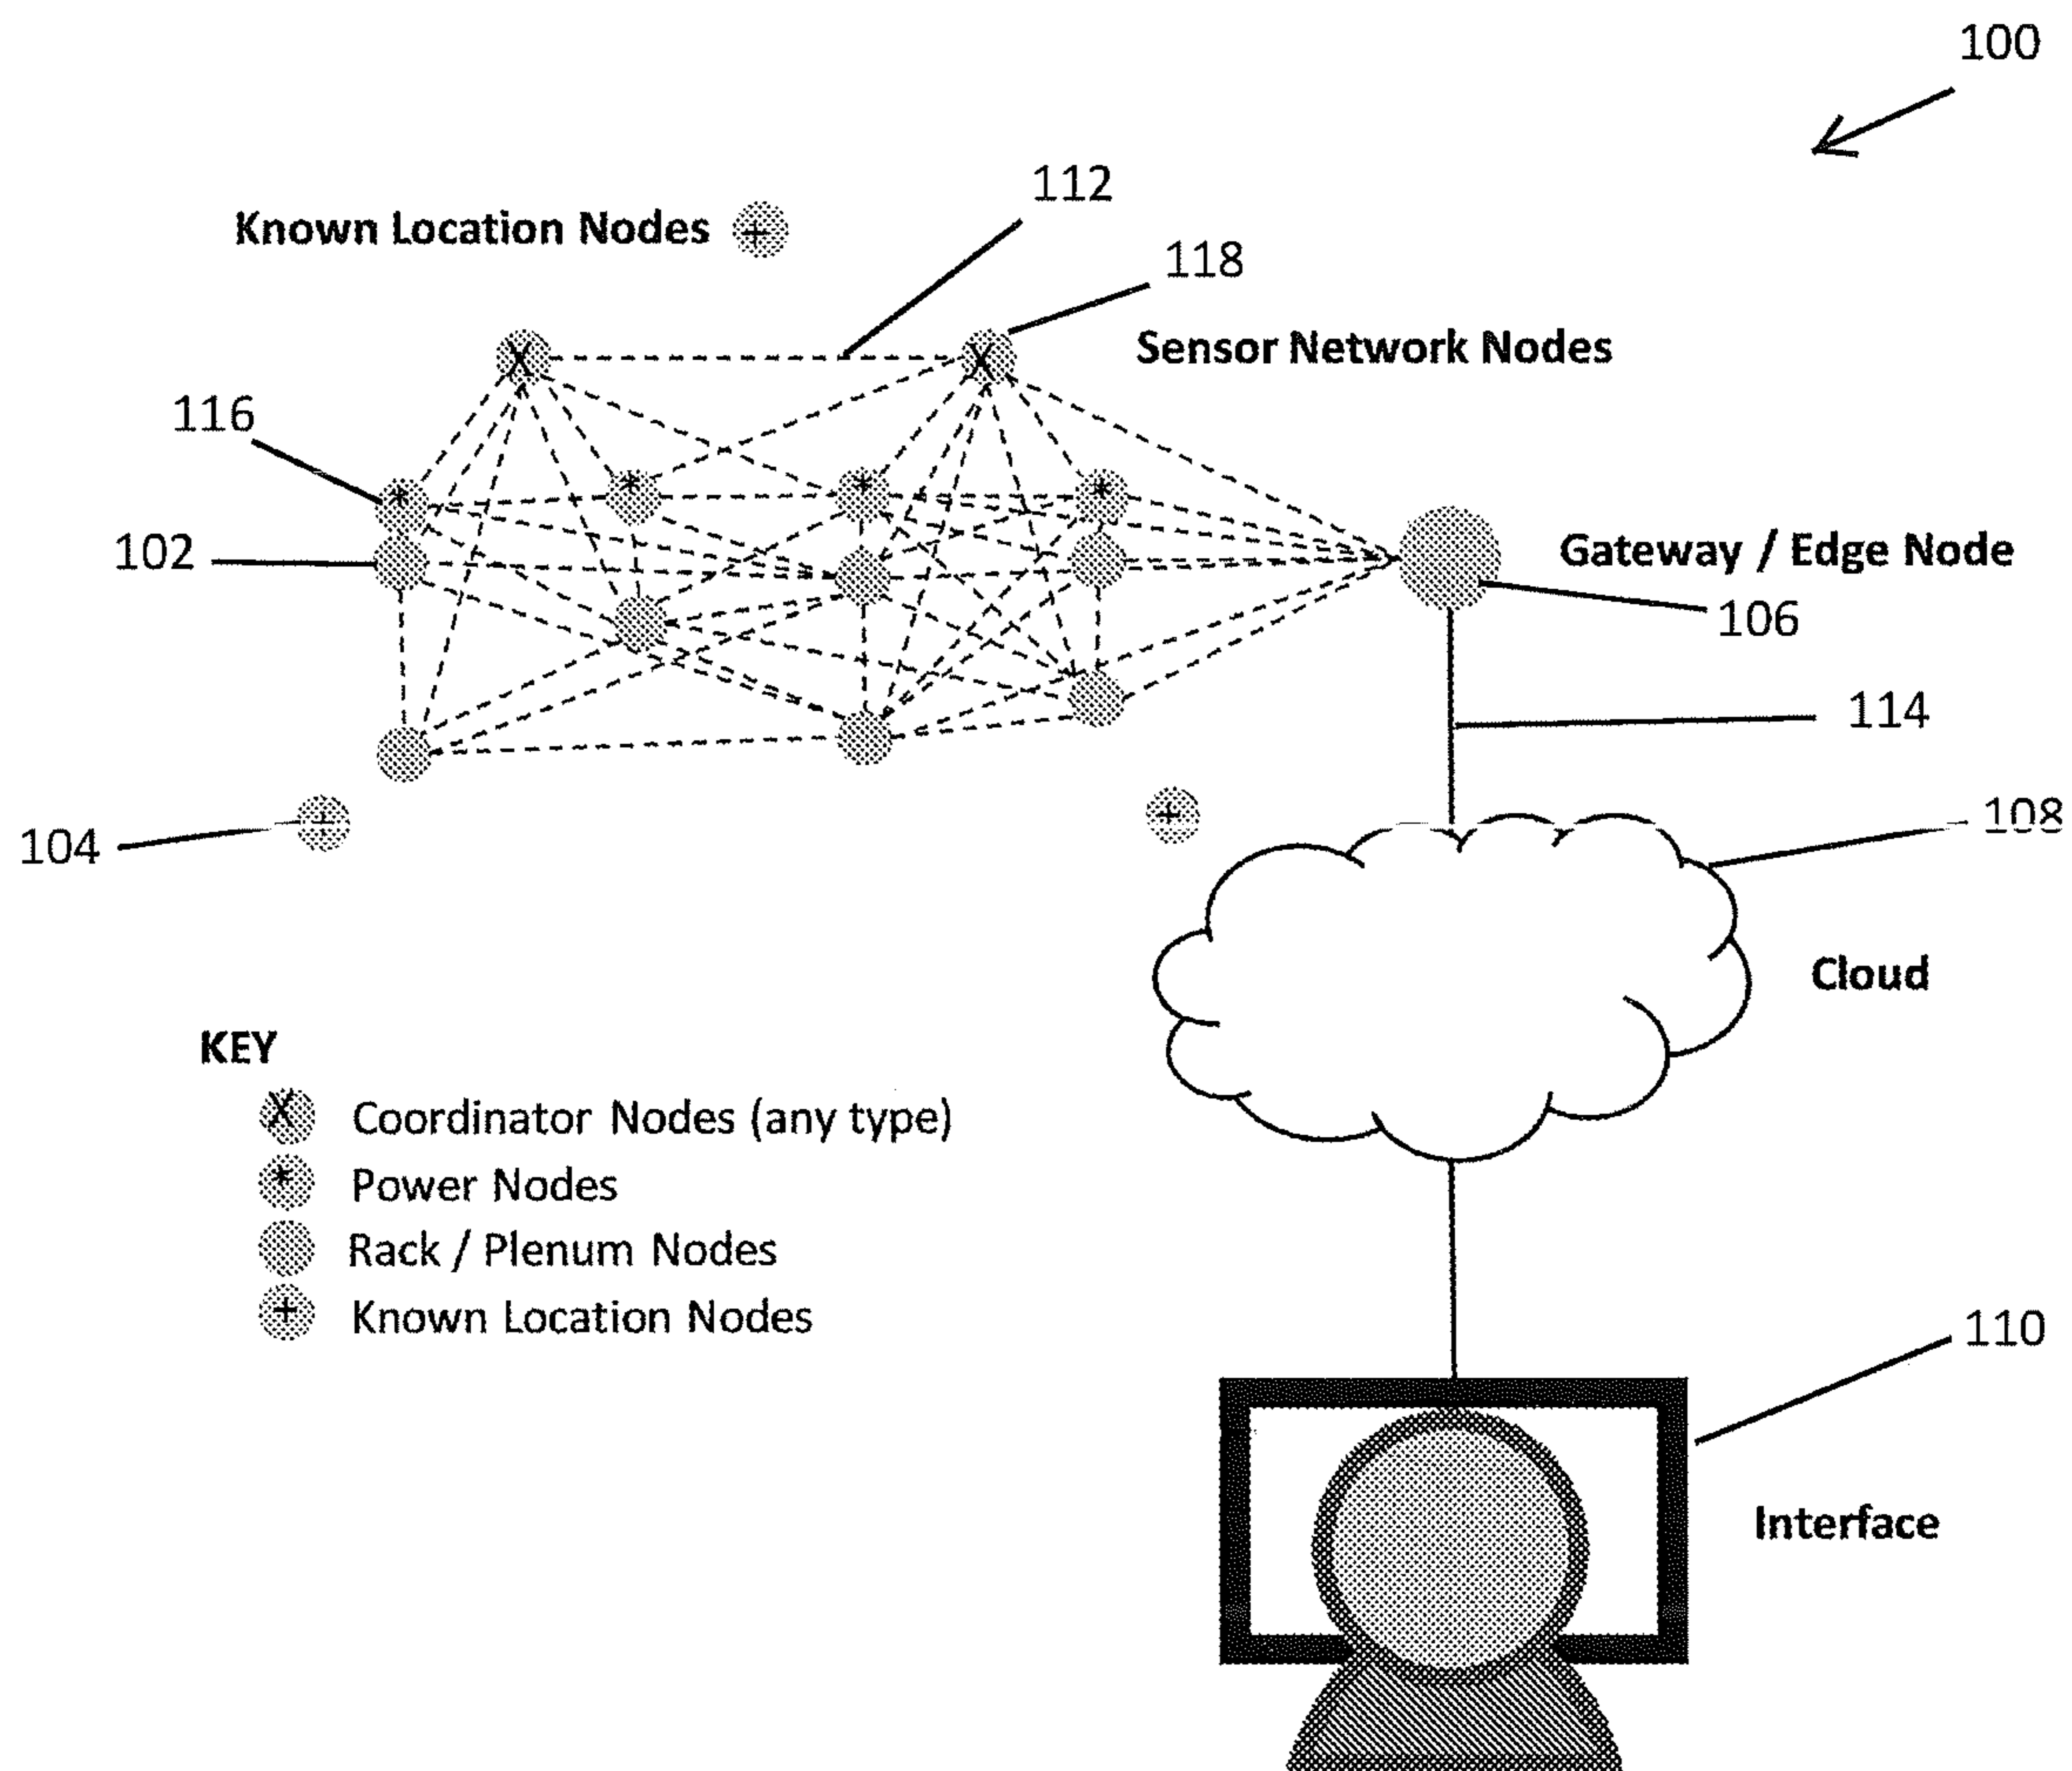 100
112
Known Location Nodes +
118
X X Sensor Network Nodes
116
* * * *
102
Gateway / Edge Node
106
114
104 + +
108
Cloud
KEY
X Coordinator Nodes (any type)
* Power Nodes
Rack / Plenum Nodes
+ Known Location Nodes
110
Interface